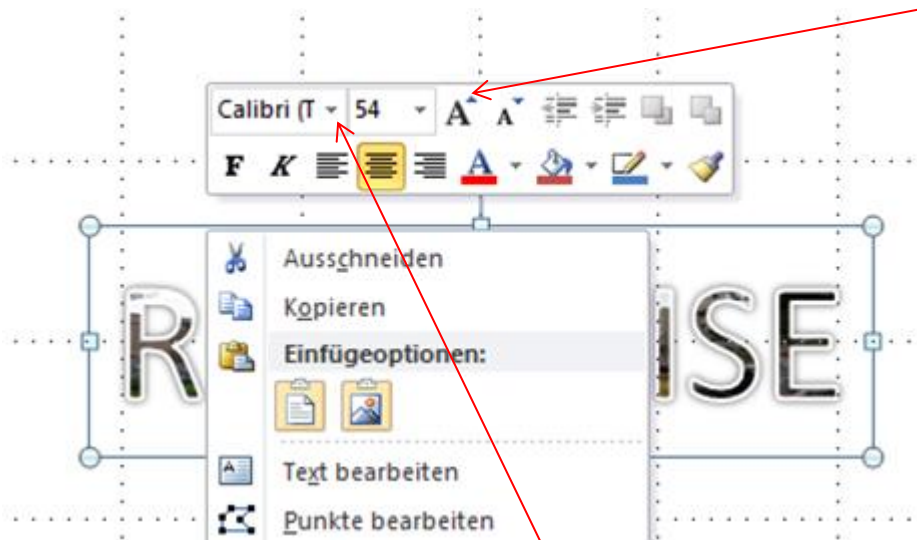 Calibri (T 54 A A
F K A
Ausschneiden
Kopieren
R ISE
Einfügeoptionen:
Text bearbeiten
Punkte bearbeiten